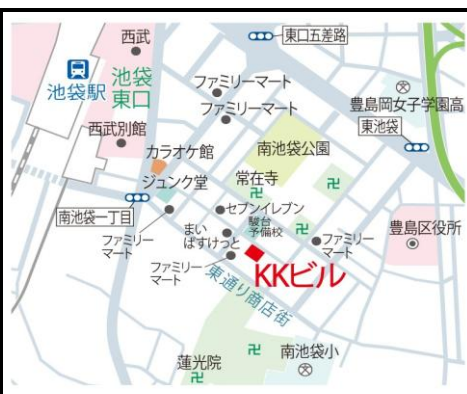 西武
東口五差路
池袋駅
池袋
東口
ファミリーマート
ファミリーマート
豊島岡女子学園高
東池袋
西武別館
カラオケ館
南池袋公園
ジュンク堂
常在寺
南池袋一丁目
セブンイレブン
駿台
予備校
豊島区役所
ファミリー
マート
まい
ばすけっと
ファミリー
マート
ファミリー
マート
KKビル
東通り商店街
蓮光院
南池袋小